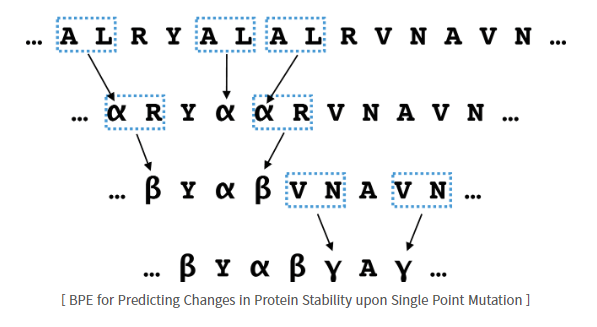 ... A L R Y A L A L R V N A V N ...
... α R Y α α R V N A V N ...
... β Y α β V N A V N ...
... β Y α β γ A γ ...
[ BPE for Predicting Changes in Protein Stability upon Single Point Mutation ]